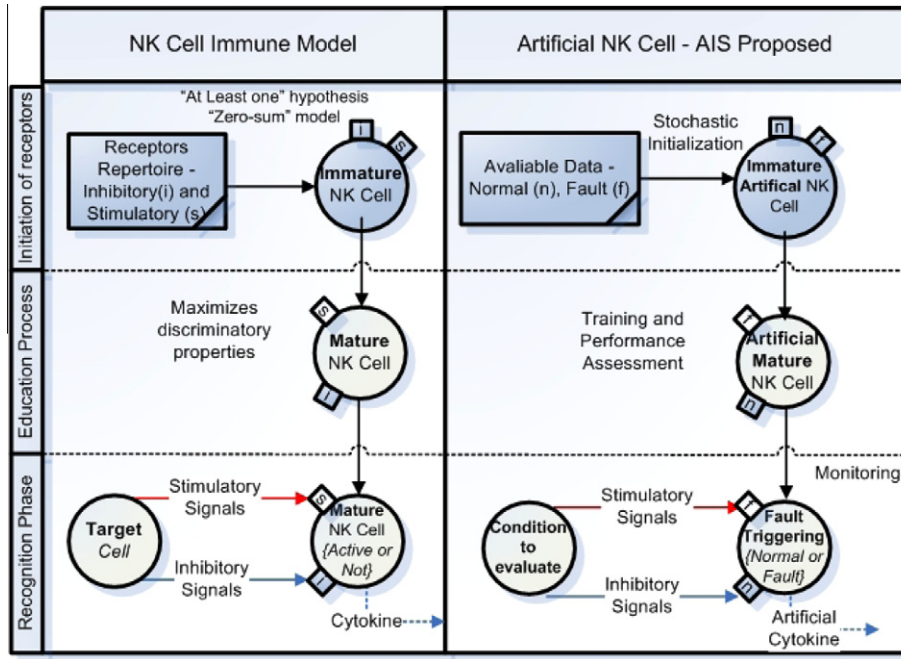 NK Cell Immune Model
Artificial NK Cell - AIS Proposed
Initiation of receptors
"At Least one" hypothesis
"Zero-sum" model
Receptors
Repertoire -
Inhibitory(i) and
Stimulatory (s)
i
s
Immature
NK Cell
Avaliable Data -
Normal (n), Fault (f)
Stochastic
Initialization
n
f
Immature
Artifical NK
Cell
Education Process
Maximizes
discriminatory
properties
s
Mature
NK Cell
i
Training and
Performance
Assessment
f
Artificial
Mature
NK Cell
n
Recognition Phase
Target
Cell
Stimulatory
Signals
Inhibitory
Signals
s
Mature
NK Cell
{Active or
Not}
i
Cytokine
Monitoring
Condition
to
evaluate
Stimulatory
Signals
Inhibitory
Signals
f
Fault
Triggering
{Normal or
Fault}
n
Artificial
Cytokine